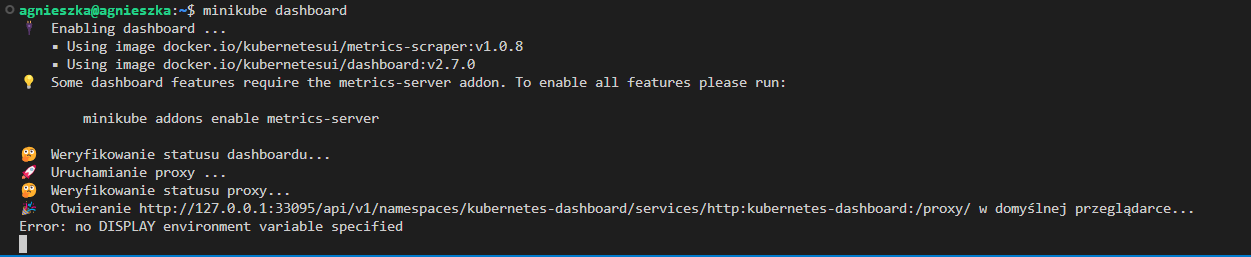 agnieszka@agnieszka:~$ minikube dashboard
Enabling dashboard ...
▪ Using image docker.io/kubernetesui/metrics-scraper:v1.0.8
▪ Using image docker.io/kubernetesui/dashboard:v2.7.0
Some dashboard features require the metrics-server addon. To enable all features please run:
minikube addons enable metrics-server
Weryfikowanie statusu dashboardu...
Uruchamianie proxy ...
Weryfikowanie statusu proxy...
Otwieranie http://127.0.0.1:33095/api/v1/namespaces/kubernetes-dashboard/services/http:kubernetes-dashboard:/proxy/ w domyślnej przeglądarce...
Error: no DISPLAY environment variable specified